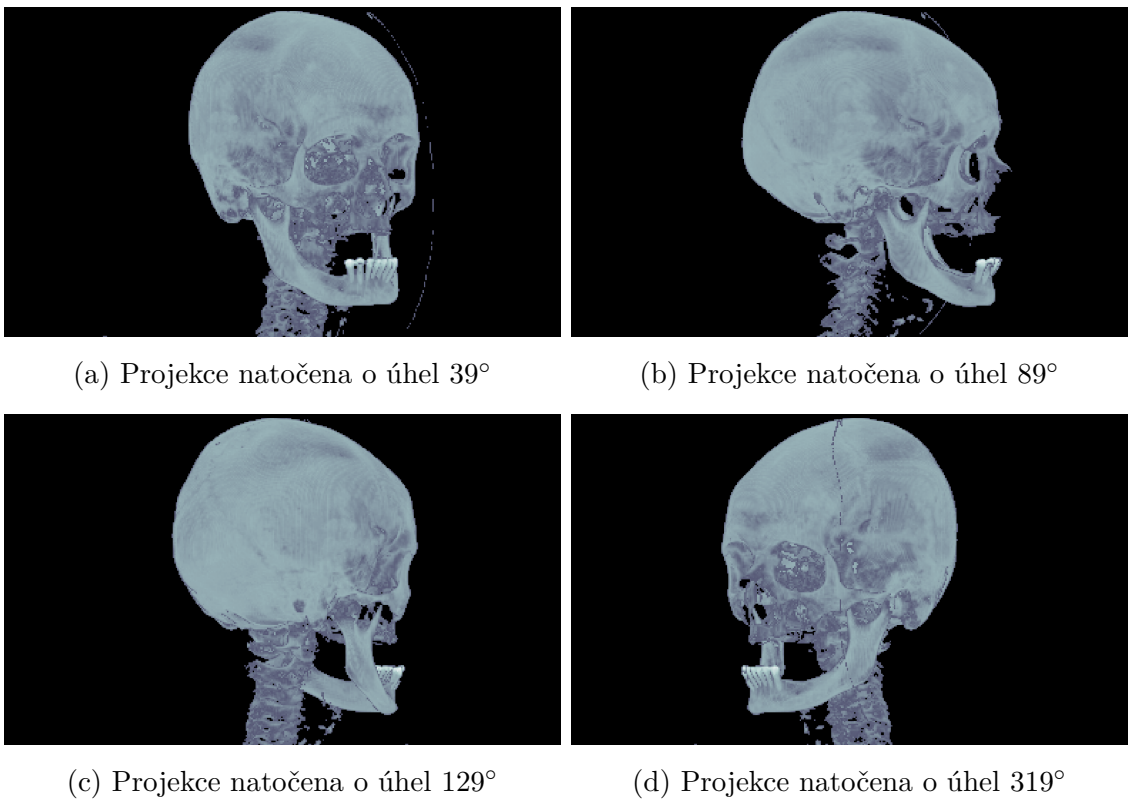 (a) Projekce natočena o úhel 39°
(b) Projekce natočena o úhel 89°
(c) Projekce natočena o úhel 129°
(d) Projekce natočena o úhel 319°